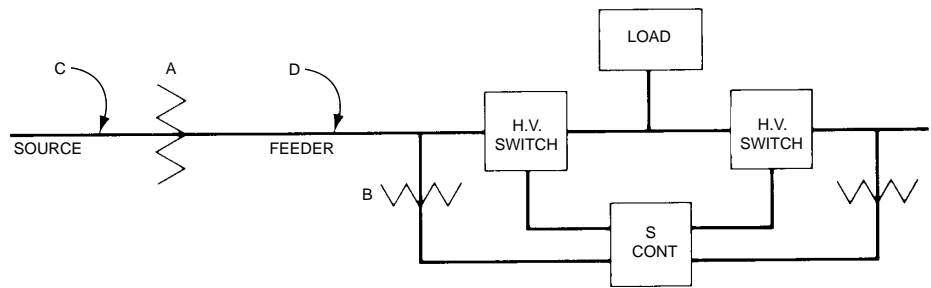 LOAD
C
A
D
H.V.
SWITCH
H.V.
SWITCH
SOURCE
FEEDER
B
S
CONT